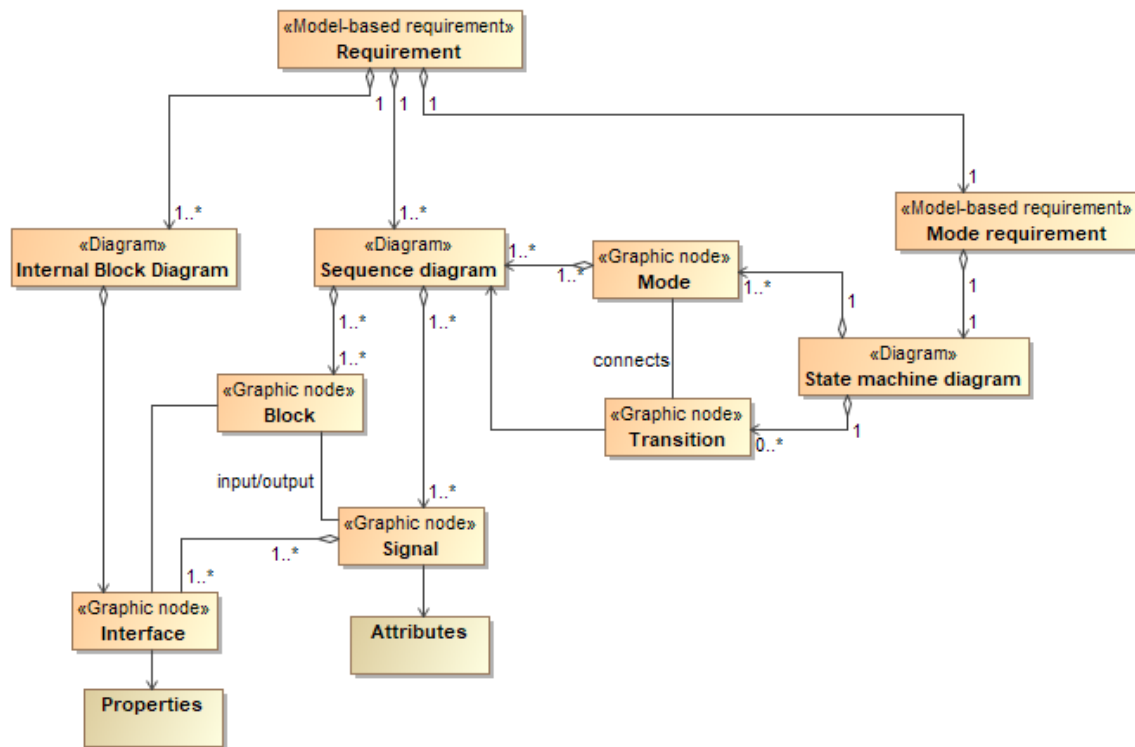 «Model-based requirement»
Requirement
1
1
1
1
1..*
1..*
«Model-based requirement»
Mode requirement
«Diagram»
Internal Block Diagram
«Diagram»
Sequence diagram
1..*
1..*
«Graphic node»
Mode
1..*
1
1
1
1..*
1..*
connects
«Diagram»
State machine diagram
1..*
«Graphic node»
Block
«Graphic node»
Transition
1
0..*
input/output
1..*
«Graphic node»
Signal
1..*
1..*
«Graphic node»
Interface
Attributes
Properties